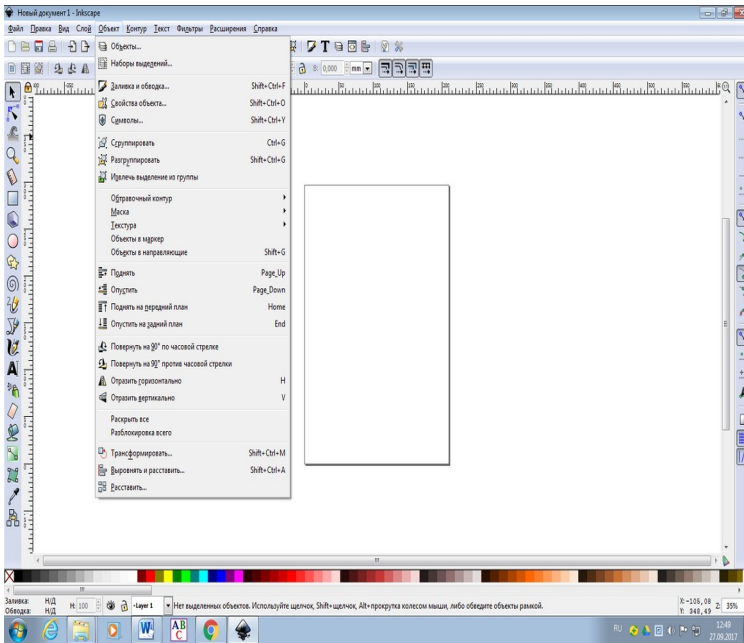 Новый документ 1 - Inkscape
Файл Правка Вид Слой Объект Контур Текст Фильтры Расширения Справка
Объекты...
Наборы выделений...
X: 0,000 mm
Заливка и обводка... Shift+Ctrl+F
Свойства объекта... Shift+Ctrl+O
Символы... Shift+Ctrl+Y
Сгруппировать Ctrl+G
Разгруппировать Shift+Ctrl+G
Извлечь выделение из группы
Обтравочный контур
Маска
Текстура
Объекты в маркер
Объекты в направляющие Shift+G
Поднять Page_Up
Опустить Page_Down
Поднять на передний план Home
Опустить на задний план End
Повернуть на 90° по часовой стрелке
Повернуть на 90° против часовой стрелки
Отразить горизонтально H
Отразить вертикально V
Раскрыть все
Разблокировка всего
Трансформировать... Shift+Ctrl+M
Выровнять и расставить... Shift+Ctrl+A
Расставить...
Заливка: Н/Д Н: 100 Layer 1 Нет выделенных объектов. Используйте щелчок, Shift+щелчок, Alt+прокрутка колесом мыши, либо обведите объекты рамкой. X: -106,08 Z: 35%
Обводка: Н/Д Y: 348,49
RU 12:49
27.09.2017